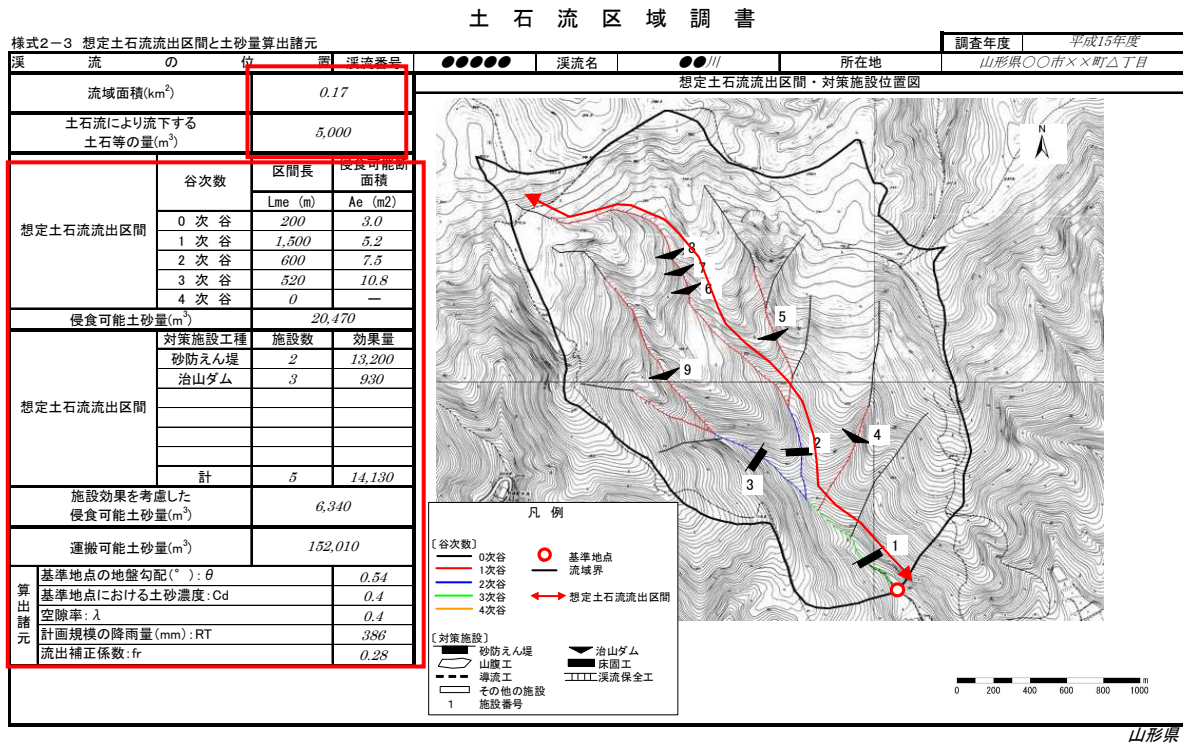 土石流区域調書
様式2-3 想定土石流流出区間と土砂量算出諸元
調査年度 平成15年度
渓流の位置 渓流番号 ●●●●● 渓流名 ●●川 所在地 山形県○○市××町△丁目
流域面積(km2) 0.17
土石流により流下する
土石等の量(m3) 5,000
想定土石流流出区間 谷次数 区間長 侵食可能断面積
Lme (m) Ae (m2)
0次谷 200 3.0
1次谷 1,500 5.2
2次谷 600 7.5
3次谷 520 10.8
4次谷 0 —
侵食可能土砂量(m3) 20,470
想定土石流流出区間 対策施設工種 施設数 効果量
砂防えん堤 2 13,200
治山ダム 3 930
計 5 14,130
施設効果を考慮した
侵食可能土砂量(m3) 6,340
運搬可能土砂量(m3) 152,010
算出諸元
基準地点の地盤勾配(°):θ 0.54
基準地点における土砂濃度:Cd 0.4
空隙率:λ 0.4
計画規模の降雨量(mm):RT 386
流出補正係数:fr 0.28
想定土石流流出区間・対策施設位置図
N
8
7
6
5
9
4
2
3
1
凡例
〔谷次数〕
0次谷 基準地点
1次谷 流域界
2次谷
3次谷 想定土石流流出区間
4次谷
〔対策施設〕
砂防えん堤 治山ダム
山腹工 床固工
導流工 渓流保全工
その他の施設
1 施設番号
0 200 400 600 800 1000 m
山形県